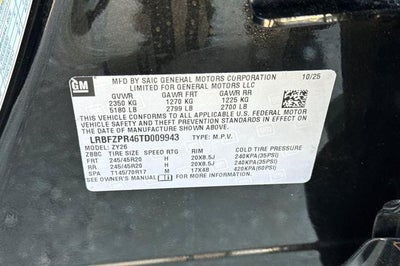 GM
MFD BY SAIC GENERAL MOTORS CORPORATION 10/25
LIMITED FOR GENERAL MOTORS LLC
GVWR GAWR FRT GAWR RR
2350 KG 1270 KG 1225 KG
5180 LB 2799 LB 2700 LB
THIS VEHICLE CONFORMS TO ALL APPLICABLE U.S. FEDERAL MOTOR
VEHICLE SAFETY, BUMPER, AND THEFT PREVENTION STANDARDS IN
EFFECT ON THE DATE OF MANUFACTURE SHOWN ABOVE.
LRBFZPR46TD009943 TYPE: M.P.V.
MODEL: ZY26
ZBBC TIRE SIZE SPEED RTG RIM COLD TIRE PRESSURE
FRT 245/45R20 V 20X8.5J 240KPA(35PSI)
RR 245/45R20 V 20X8.5J 240KPA(35PSI)
SPA T145/70R17 M 17X4B 420KPA(60PSI)
SEE OWNER'S MANUAL FOR MORE INFORMATION.